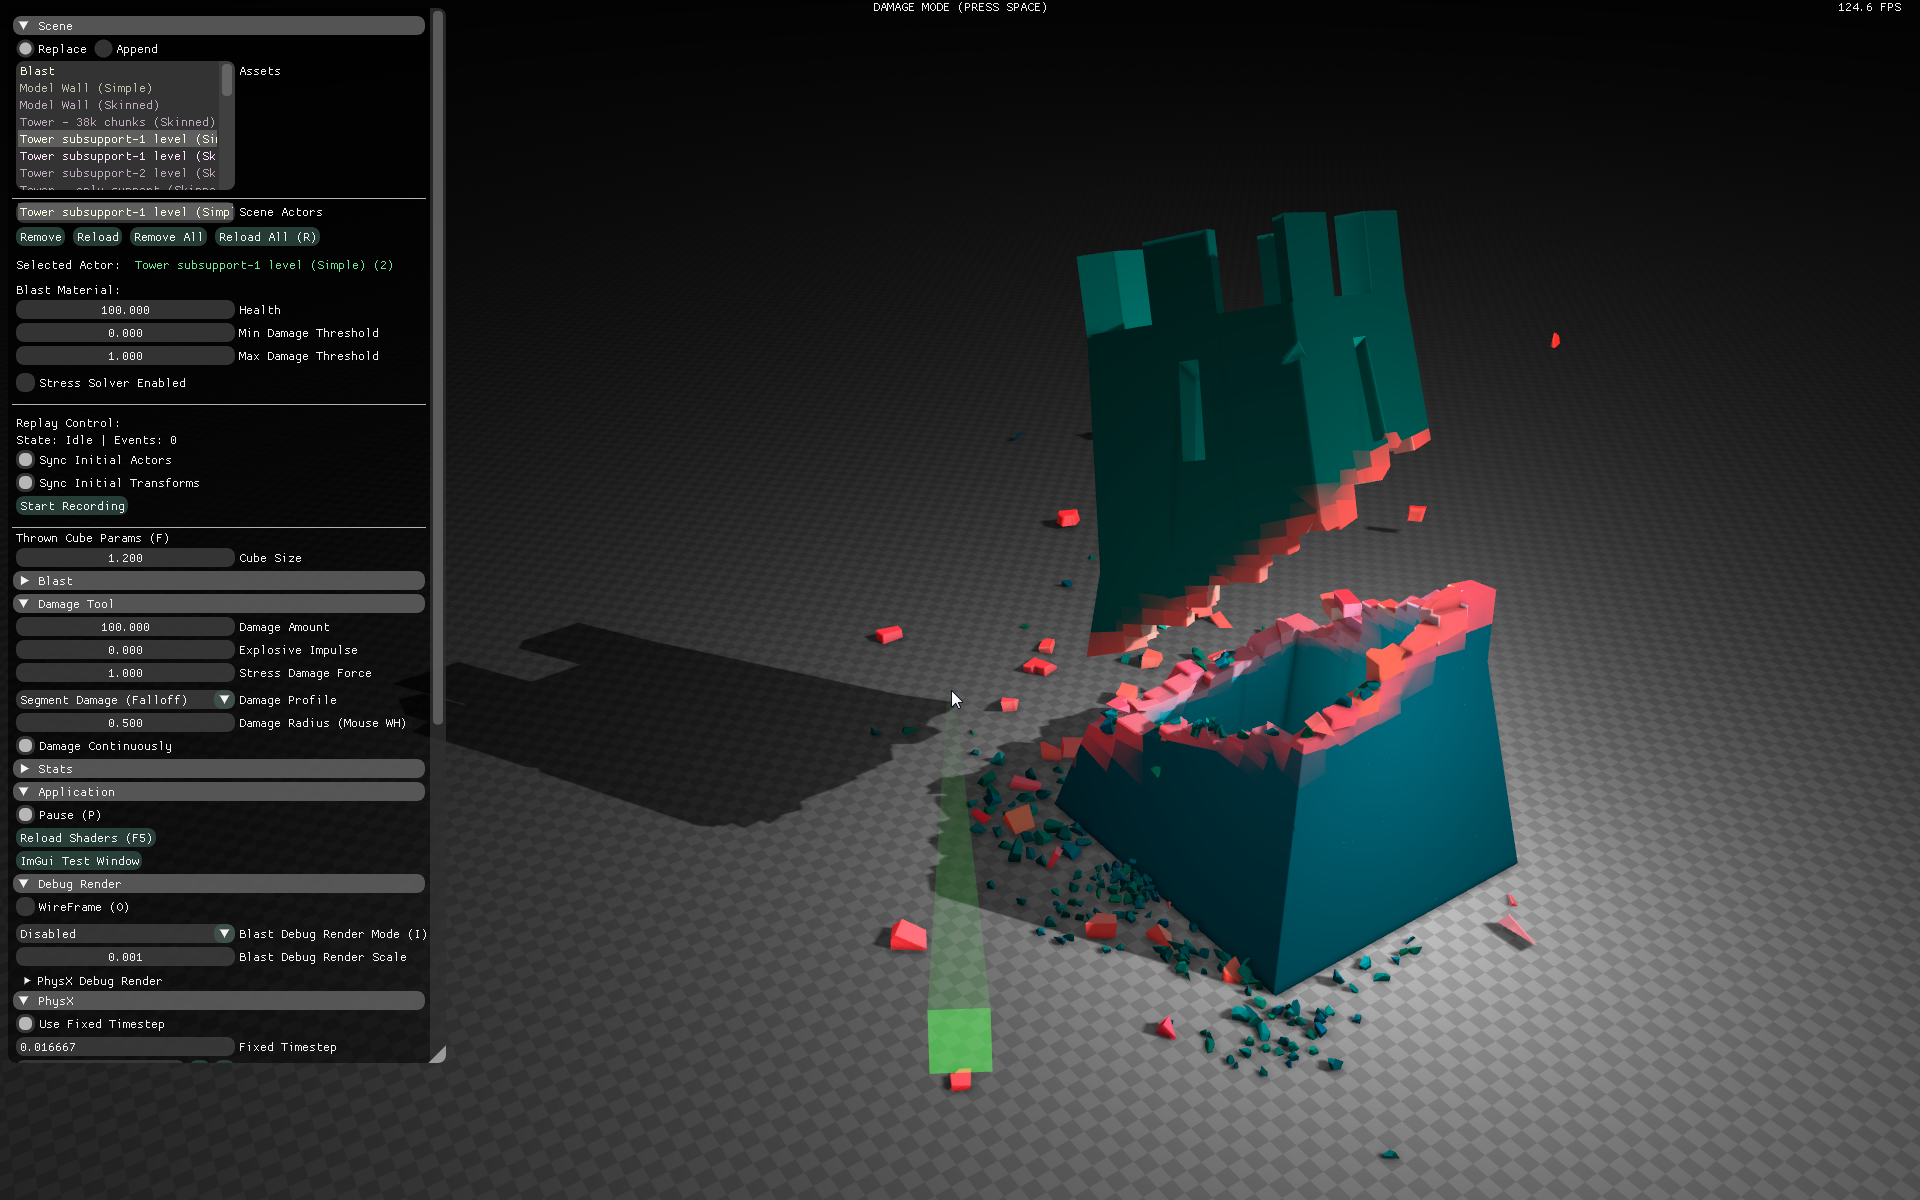 DAMAGE MODE (PRESS SPACE)
124.6 FPS
Scene
Replace Append
Blast
Assets
Model Wall (Simple)
Model Wall (Skinned)
Tower - 38k chunks (Skinned)
Tower subsupport-1 level (Si
Tower subsupport-1 level (Sk
Tower subsupport-2 level (Sk
Tower subsupport-1 level (Simp Scene Actors
Remove Reload Remove All Reload All (R)
Selected Actor: Tower subsupport-1 level (Simple) (2)
Blast Material:
100.000 Health
0.000 Min Damage Threshold
1.000 Max Damage Threshold
Stress Solver Enabled
Replay Control:
State: Idle | Events: 0
Sync Initial Actors
Sync Initial Transforms
Start Recording
Thrown Cube Params (F)
1.200 Cube Size
Blast
Damage Tool
100.000 Damage Amount
0.000 Explosive Impulse
1.000 Stress Damage Force
Segment Damage (Falloff) Damage Profile
0.500 Damage Radius (Mouse WH)
Damage Continuously
Stats
Application
Pause (P)
Reload Shaders (F5)
ImGui Test Window
Debug Render
WireFrame (O)
Disabled Blast Debug Render Mode (I)
0.001 Blast Debug Render Scale
PhysX Debug Render
PhysX
Use Fixed Timestep
0.016667 Fixed Timestep